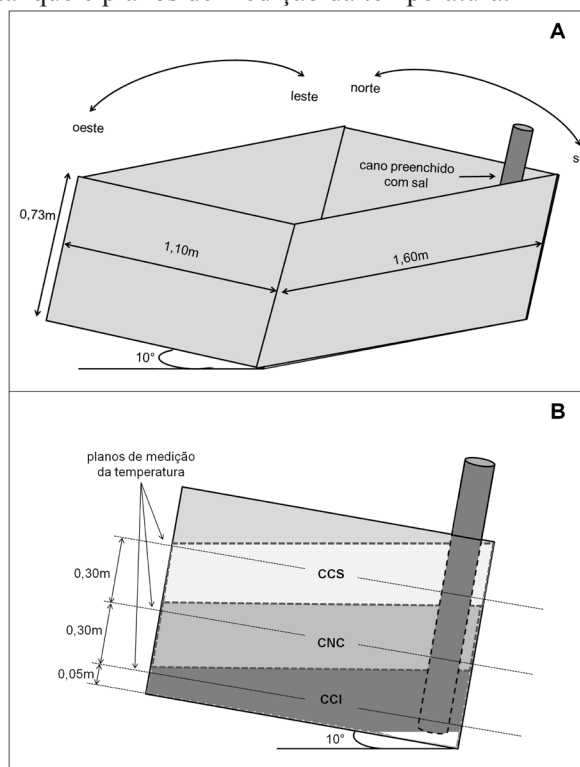 A
leste
norte
oeste
cano preenchido
com sal
0,73m
1,10m
1,60m
10°
B
planos de medição
da temperatura
0,30m
CCS
0,30m
CNC
0,05m
CCI
10°